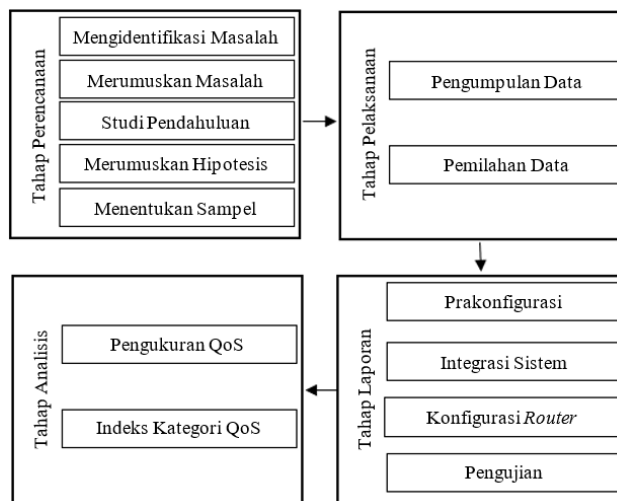 Tahap Perencanaan
Mengidentifikasi Masalah
Merumuskan Masalah
Studi Pendahuluan
Merumuskan Hipotesis
Menentukan Sampel
Tahap Pelaksanaan
Pengumpulan Data
Pemilahan Data
Tahap Laporan
Prakonfigurasi
Integrasi Sistem
Konfigurasi Router
Pengujian
Tahap Analisis
Pengukuran QoS
Indeks Kategori QoS